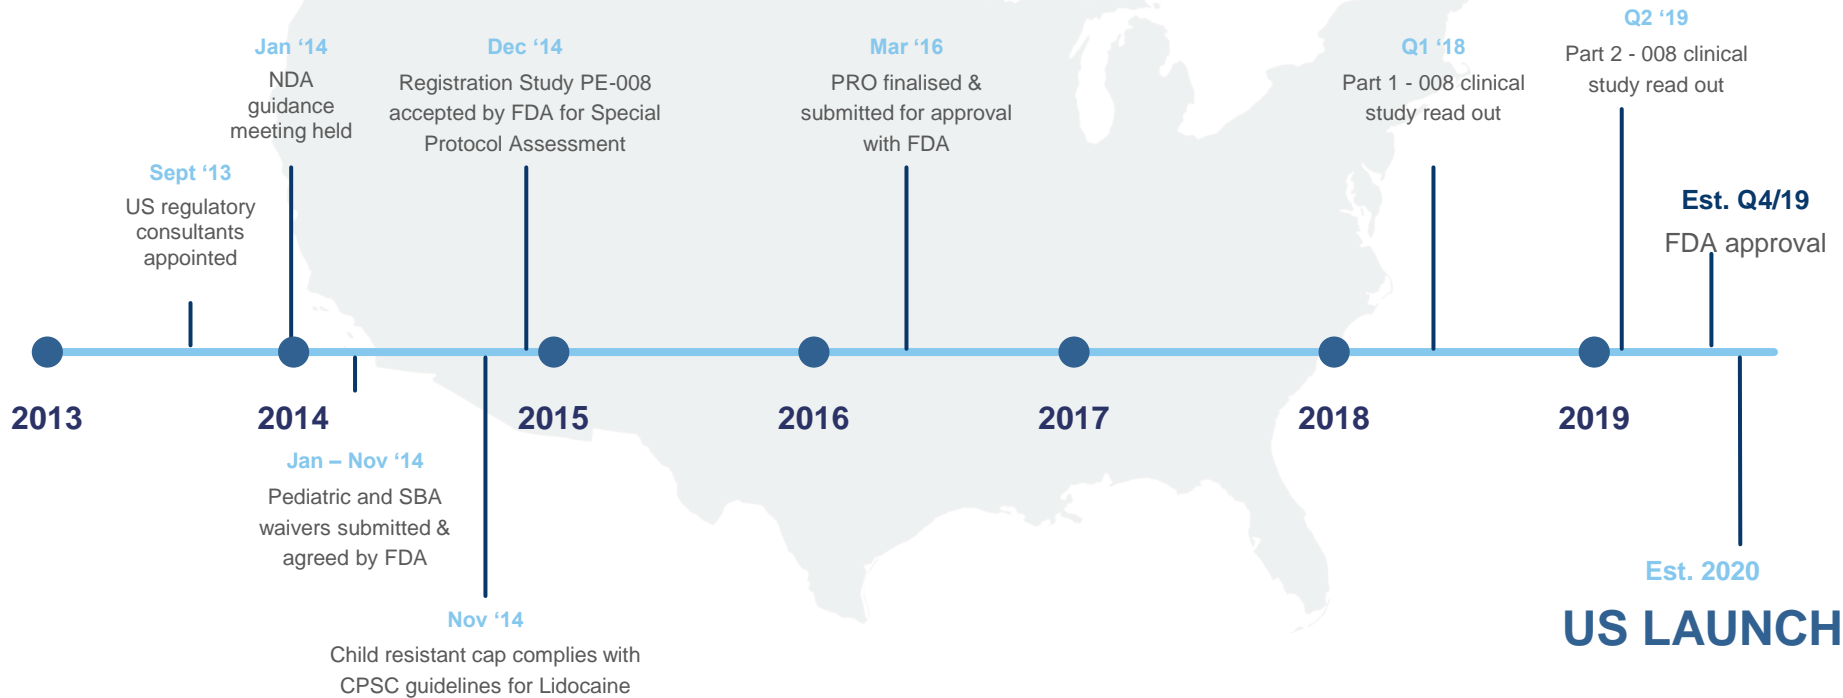 Sept ‘13
US regulatory
consultants
appointed
Jan ‘14
NDA
guidance
meeting held
Dec ‘14
Registration Study PE-008
accepted by FDA for Special
Protocol Assessment
Mar ‘16
PRO finalised &
submitted for approval
with FDA
Q1 ‘18
Part 1 - 008 clinical
study read out
Q2 ‘19
Part 2 - 008 clinical
study read out
Est. Q4/19
FDA approval
2013
2014
2015
2016
2017
2018
2019
Jan – Nov ‘14
Pediatric and SBA
waivers submitted &
agreed by FDA
Nov ‘14
Child resistant cap complies with
CPSC guidelines for Lidocaine
Est. 2020
US LAUNCH